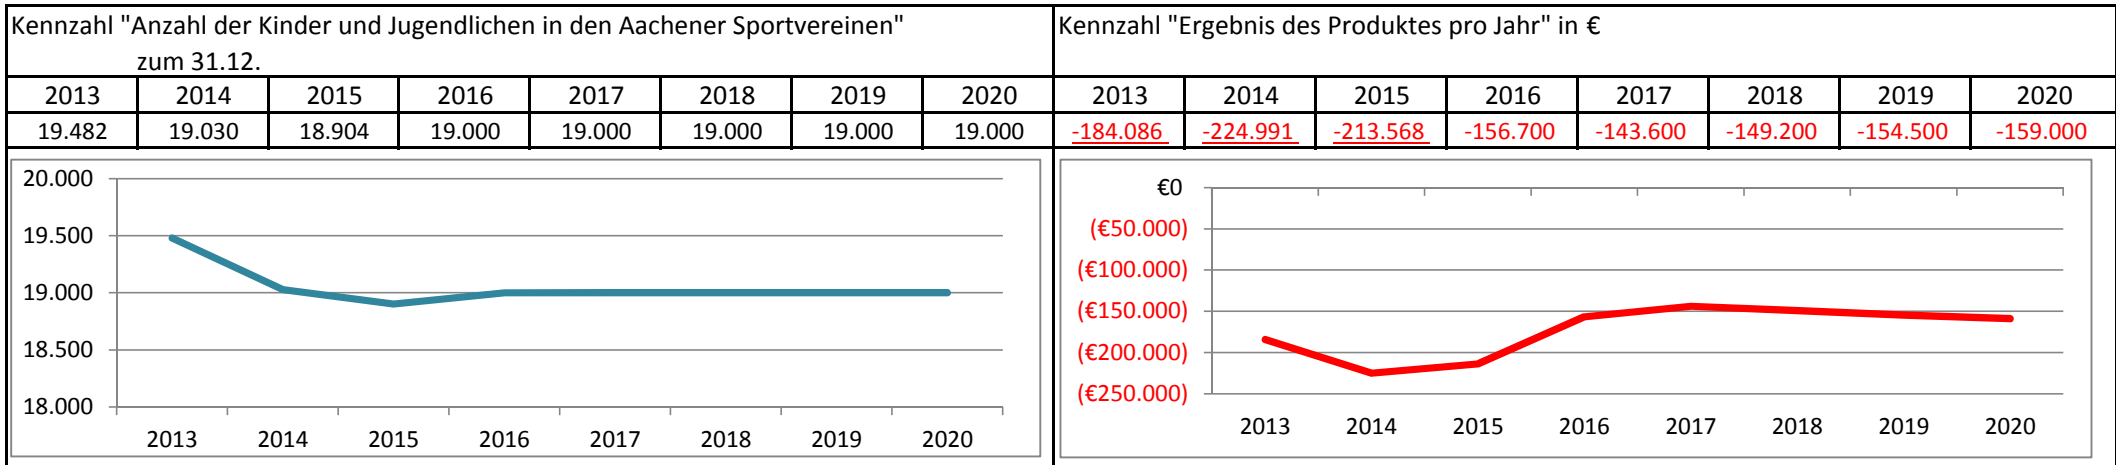 Kennzahl "Anzahl der Kinder und Jugendlichen in den Aachener Sportvereinen"
zum 31.12.
2013 2014 2015 2016 2017 2018 2019 2020
19.482 19.030 18.904 19.000 19.000 19.000 19.000 19.000
20.000
19.500
19.000
18.500
18.000
2013 2014 2015 2016 2017 2018 2019 2020
Kennzahl "Ergebnis des Produktes pro Jahr" in €
2013 2014 2015 2016 2017 2018 2019 2020
-184.086 -224.991 -213.568 -156.700 -143.600 -149.200 -154.500 -159.000
€0
(€50.000)
(€100.000)
(€150.000)
(€200.000)
(€250.000)
2013 2014 2015 2016 2017 2018 2019 2020